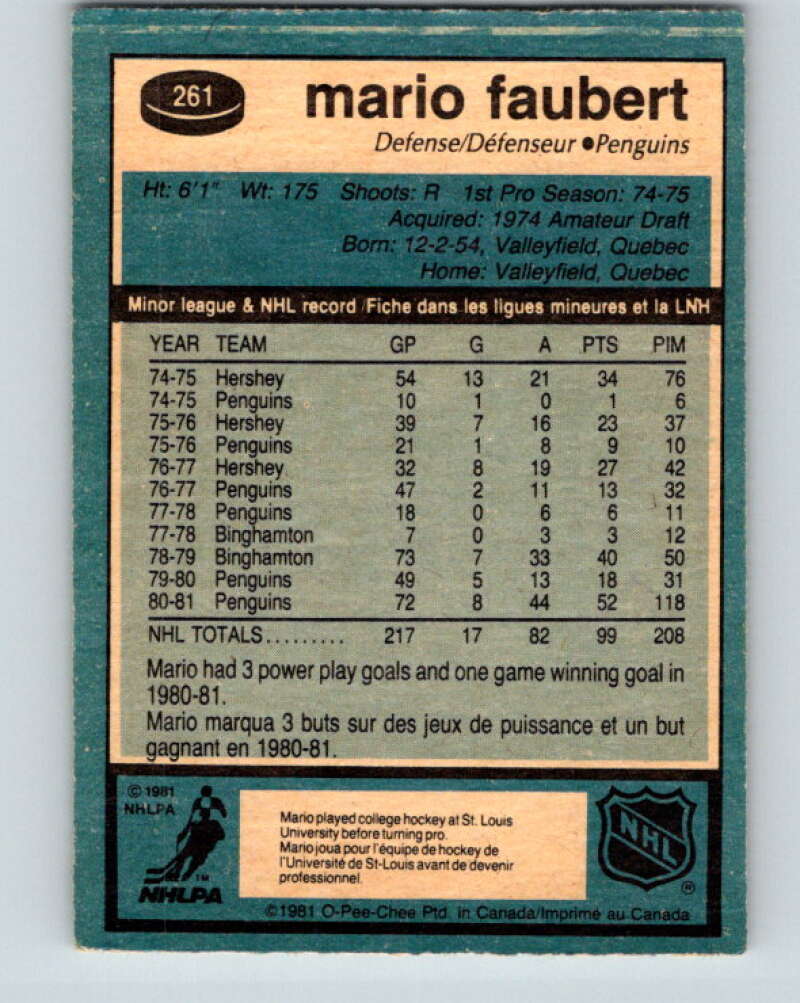 261
mario faubert
Defense/Défenseur ●Penguins
Ht: 6'1" Wt: 175 Shoots: R 1st Pro Season: 74-75
Acquired: 1974 Amateur Draft
Born: 12-2-54, Valleyfield, Quebec
Home: Valleyfield, Quebec
Minor league & NHL record/Fiche dans les ligues mineures et la LNH
YEAR TEAM GP G A PTS PIM
74-75 Hershey 54 13 21 34 76
74-75 Penguins 10 1 0 1 6
75-76 Hershey 39 7 16 23 37
75-76 Penguins 21 1 8 9 10
76-77 Hershey 32 8 19 27 42
76-77 Penguins 47 2 11 13 32
77-78 Penguins 18 0 6 6 11
77-78 Binghamton 7 0 3 3 12
78-79 Binghamton 73 7 33 40 50
79-80 Penguins 49 5 13 18 31
80-81 Penguins 72 8 44 52 118
NHL TOTALS......... 217 17 82 99 208
Mario had 3 power play goals and one game winning goal in
1980-81.
Mario marqua 3 buts sur des jeux de puissance et un but
gagnant en 1980-81.
© 1981
NHLPA
TM
NHLPA
Mario played college hockey at St. Louis
University before turning pro.
Mario joua pour l'équipe de hockey de
l'Université de St-Louis avant de devenir
professionnel.
NHL
®
©1981 O-Pee-Chee Ptd. in Canada/Imprimé au Canada